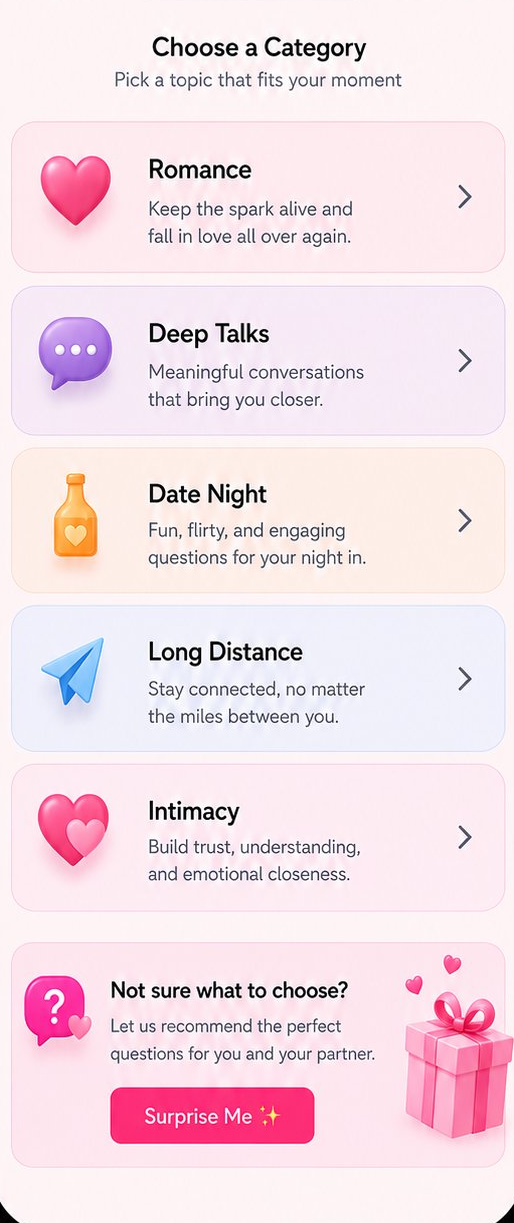 Choose a Category
Pick a topic that fits your moment
Romance
Keep the spark alive and
fall in love all over again.
Deep Talks
Meaningful conversations
that bring you closer.
Date Night
Fun, flirty, and engaging
questions for your night in.
Long Distance
Stay connected, no matter
the miles between you.
Intimacy
Build trust, understanding,
and emotional closeness.
?
Not sure what to choose?
Let us recommend the perfect
questions for you and your partner.
Surprise Me ✨